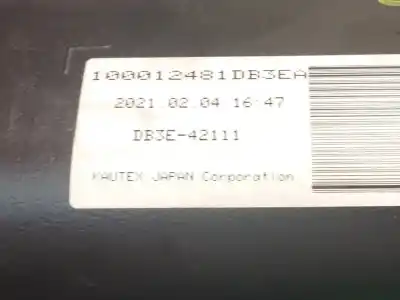 100012481DB3EA
2021.02.04 16:47
DB3E-42111
KAUTEX JAPAN Corporation